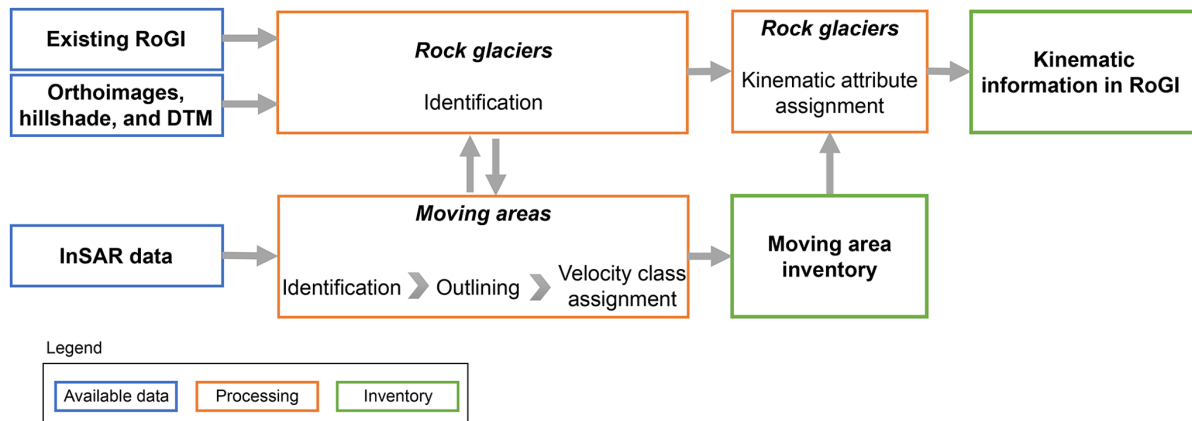 Existing RoGI
Orthoimages,
hillshade, and DTM
Rock glaciers
Identification
Rock glaciers
Kinematic attribute
assignment
Kinematic
information in RoGI
InSAR data
Moving areas
Identification
Outlining
Velocity class
assignment
Moving area
inventory
Legend
Available data
Processing
Inventory